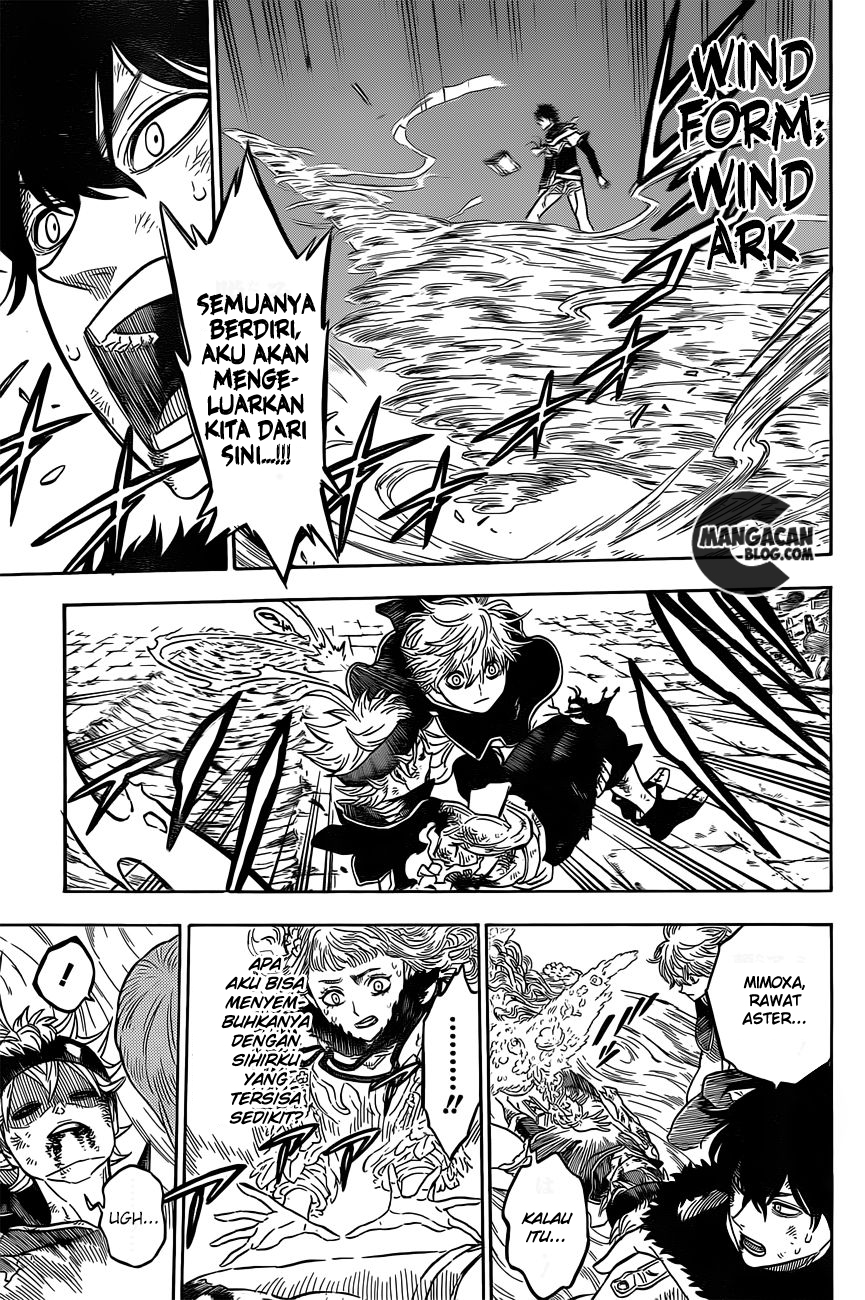 WIND
FORM:
WIND
ARK
SEMUANYA
BERDIRI,
AKU AKAN
MENGE-
LUARKAN
KITA DARI
SINI...!!!
MANGACAN
BLOG.COM
MIMOXA,
RAWAT
ASTER...
KALAU
ITU...
.........!!
APA
AKU BISA
MENYEM-
BUHKANYA
DENGAN
SIHIRKU
YANG
TERSISA
SEDIKIT?
!
UGH...